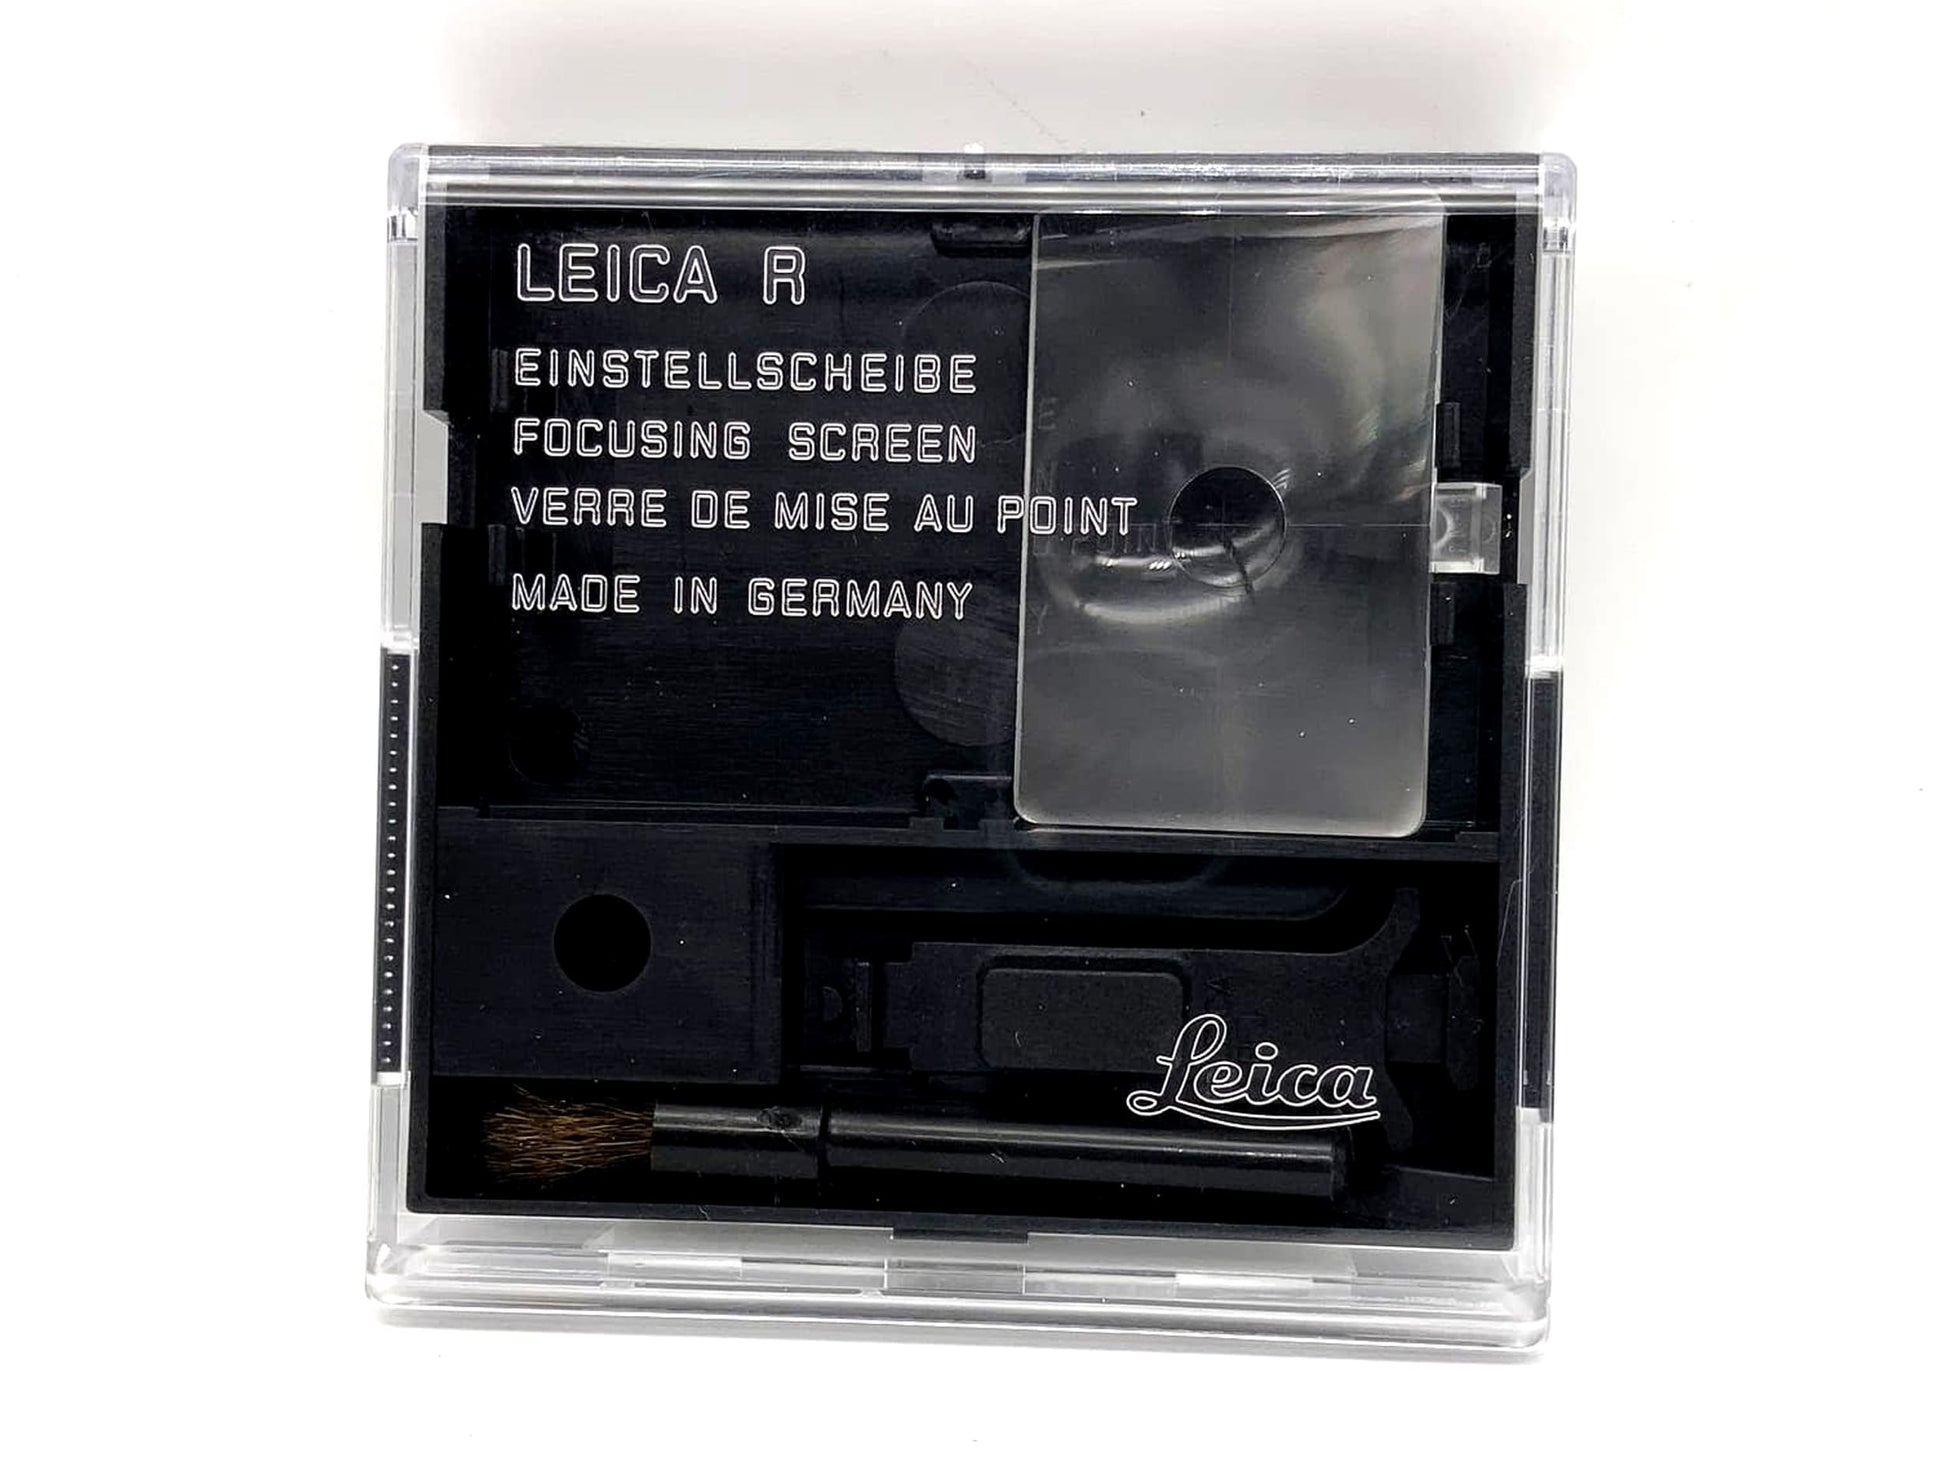 LEICA R
EINSTELLSCHEIBE
FOCUSING SCREEN
VERRE DE MISE AU POINT
MADE IN GERMANY
Leica